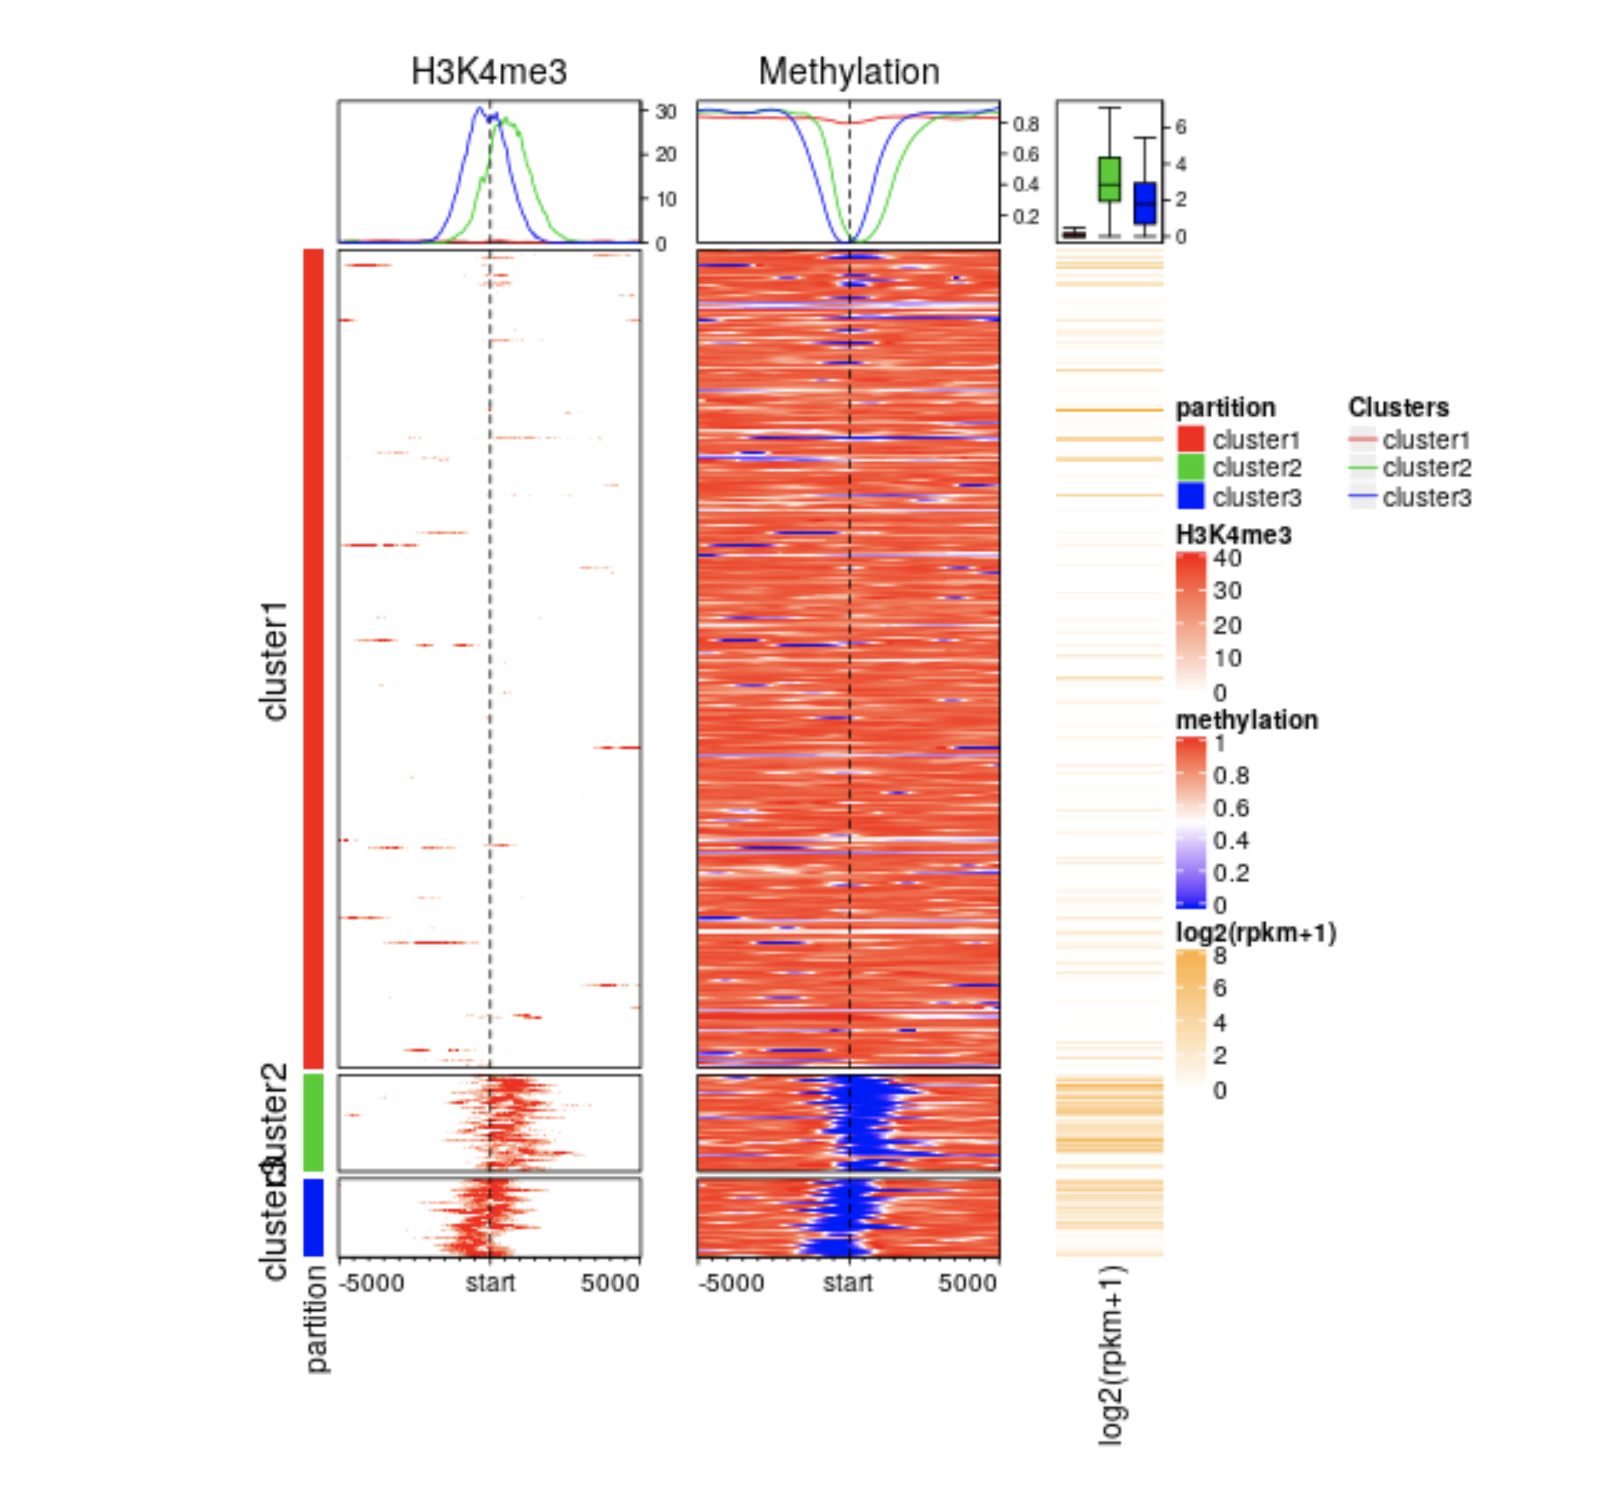 H3K4me3
Methylation
30
20
10
0
0.8
0.6
0.4
0.2
6
4
2
0
cluster1
cluster2
cluster3
partition
cluster1
cluster2
cluster3
Clusters
cluster1
cluster2
cluster3
H3K4me3
40
30
20
10
0
methylation
1
0.8
0.6
0.4
0.2
0
log2(rpkm+1)
8
6
4
2
0
-5000
start
5000
-5000
start
5000
partition
log2(rpkm+1)